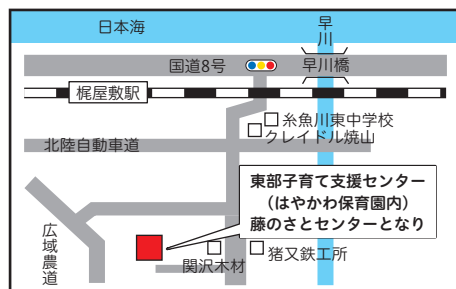 日本海
早川
国道8号
早川橋
梶屋敷駅
糸魚川東中学校
クレイドル焼山
北陸自動車道
東部子育て支援センター
(はやかわ保育園内)
藤のさとセンターとなり
広域農道
関沢木材
猪又鉄工所